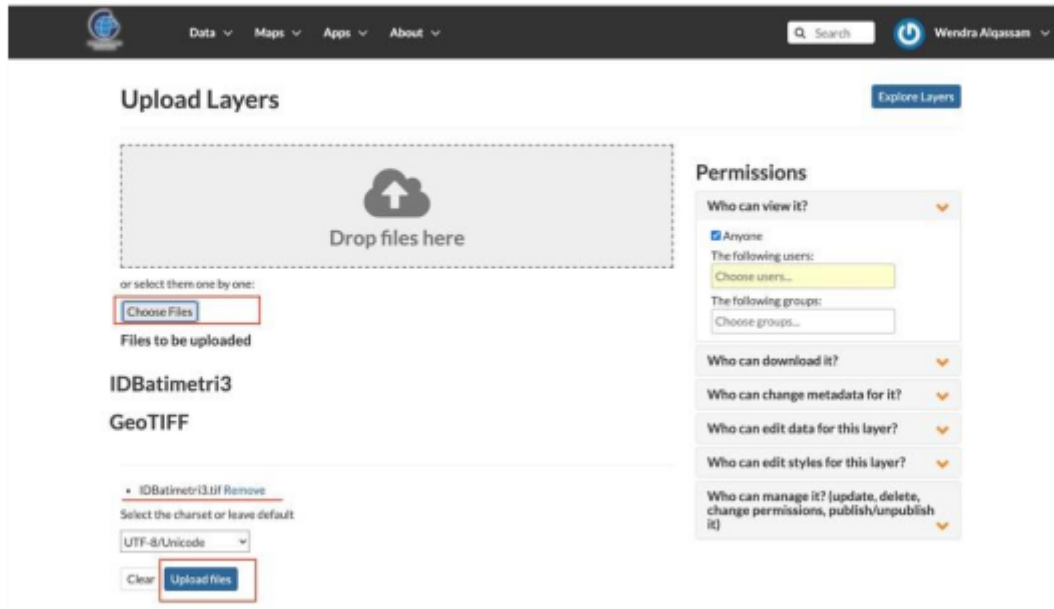 Data Maps Apps About Search Wendra Alqassam
Upload Layers
Explore Layers
Drop files here
or select them one by one:
Choose Files
Files to be uploaded
IDBatimetri3
GeoTIFF
IDBatimetri3.tif Remove
Select the charset or leave default
UTF-8/Unicode
Clear Upload files
Permissions
Who can view it?
Anyone
The following users:
Choose users...
The following groups:
Choose groups...
Who can download it?
Who can change metadata for it?
Who can edit data for this layer?
Who can edit styles for this layer?
Who can manage it? (update, delete,
change permissions, publish/unpublish
it)